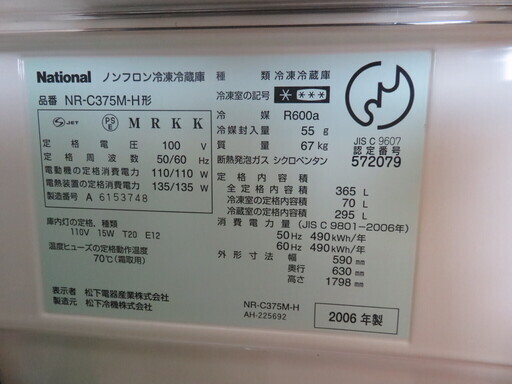 National ノンフロン冷凍冷蔵庫
品番 NR-C375M-H形
S JET PS E M R K K
定格電圧 100 V
定格周波数 50/60 Hz
電動機の定格消費電力 110/110 W
電熱装置の定格消費電力 135/135 W
製造番号 A 6153748
庫内灯の定格,種類
110V 15W T20 E12
温度ヒューズの定格動作温度
70℃(霜取用)
表示者 松下電器産業株式会社
製造元 松下冷機株式会社
種類 冷凍冷蔵庫
冷凍室の記号
冷媒 R600a
冷媒封入量 55 g
質量 67 kg
断熱発泡ガス シクロペンタン
JIS C 9607
認定番号
572079
定格内容積
全定格内容積 365 L
冷凍室の定格内容積 70 L
冷蔵室の定格内容積 295 L
消費電力量 (JIS C 9801-2006年)
50Hz 490 kWh/年
60Hz 490 kWh/年
外形寸法 幅 590 mm
奥行 630 mm
高さ 1798 mm
NR-C375M-H
AH-225692
2006年製